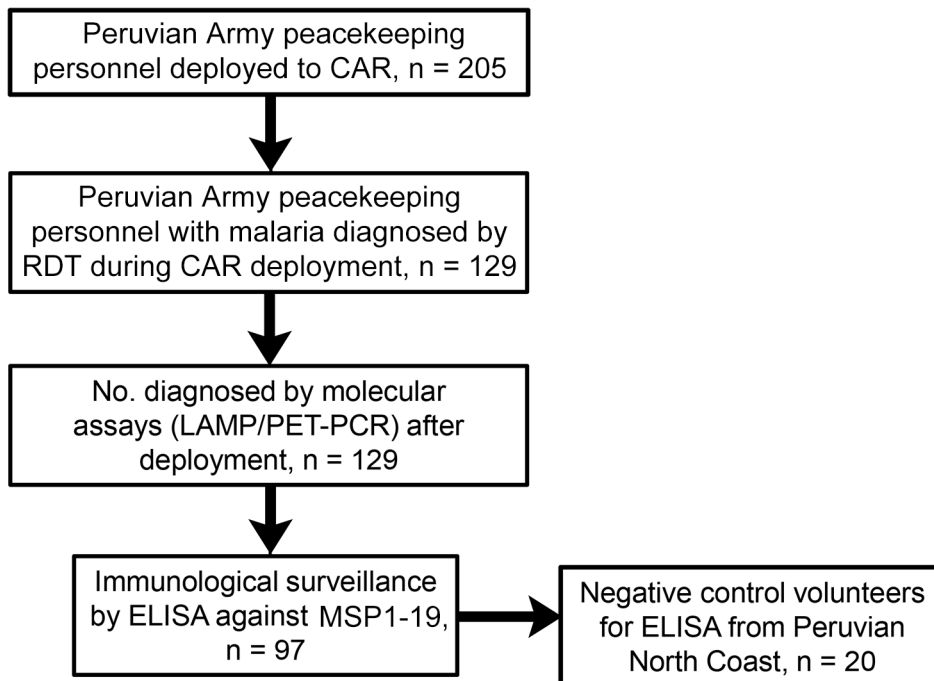 Peruvian Army peacekeeping
personnel deployed to CAR, n = 205
Peruvian Army peacekeeping
personnel with malaria diagnosed by
RDT during CAR deployment, n = 129
No. diagnosed by molecular
assays (LAMP/PET-PCR) after
deployment, n = 129
Immunological surveillance
by ELISA against MSP1-19,
n = 97
Negative control volunteers
for ELISA from Peruvian
North Coast, n = 20